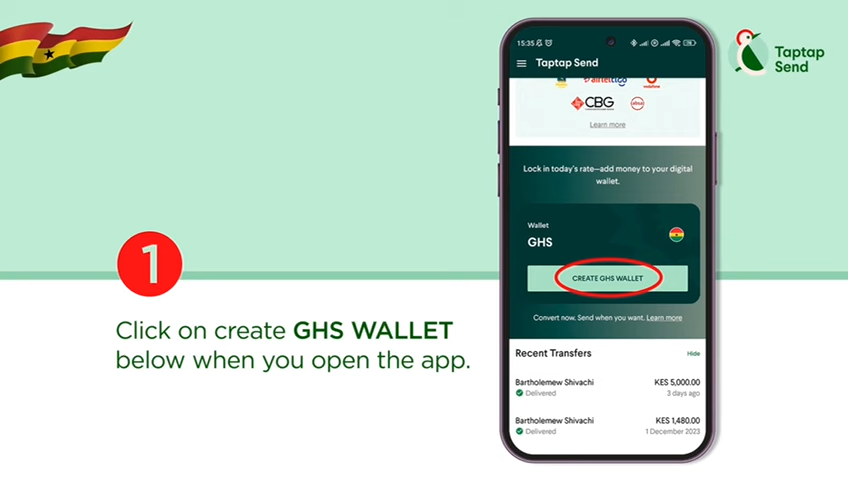 Taptap
Send
15:35
Taptap Send
airteltigo
vodafone
CBG
Learn more
Lock in today's rate—add money to your digital
wallet.
Wallet
GHS
CREATE GHS WALLET
Convert now. Send when you want. Learn more
Recent Transfers
Hide
Bartholemew Shivachi
KES 5,000.00
Delivered
3 days ago
Bartholemew Shivachi
KES 1,480.00
Delivered
1 December 2023
1
Click on create GHS WALLET
below when you open the app.